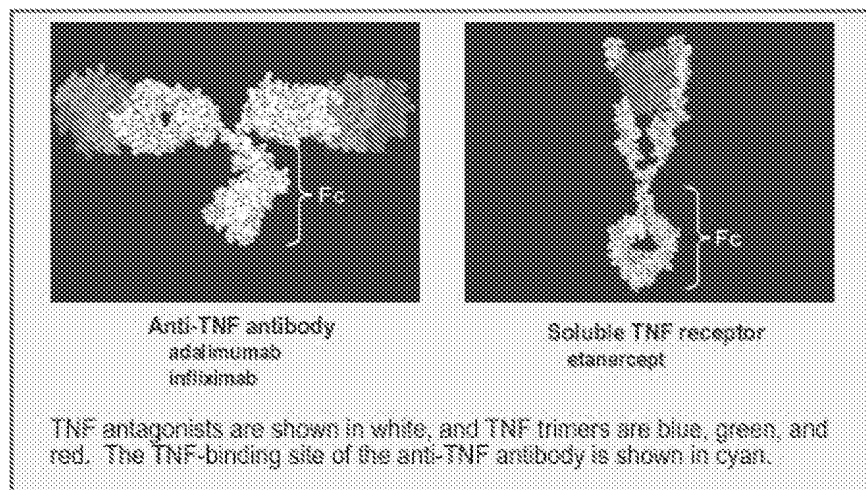 Fc
Fc
Anti-TNF antibody
adalimumab
infliximab
Soluble TNF receptor
etanercept
TNF antagonists are shown in white, and TNF trimers are blue, green, and
red. The TNF-binding site of the anti-TNF antibody is shown in cyan.